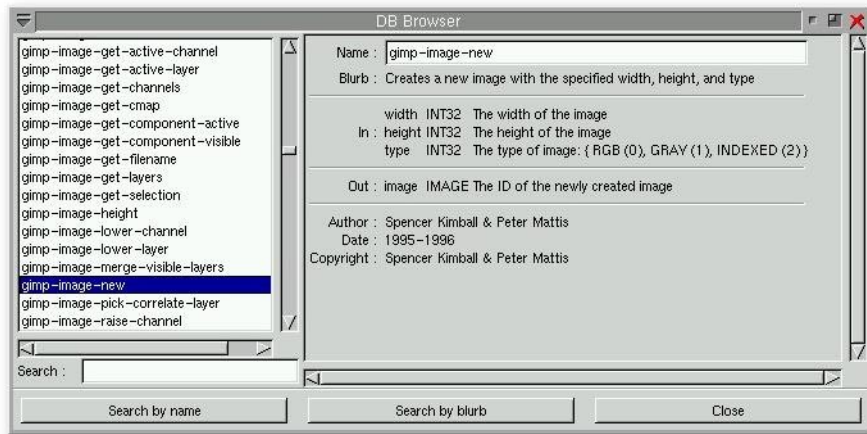 DB Browser
gimp-image-get-active-channel
gimp-image-get-active-layer
gimp-image-get-channels
gimp-image-get-cmap
gimp-image-get-component-active
gimp-image-get-component-visible
gimp-image-get-filename
gimp-image-get-layers
gimp-image-get-selection
gimp-image-height
gimp-image-lower-channel
gimp-image-lower-layer
gimp-image-merge-visible-layers
gimp-image-new
gimp-image-pick-correlate-layer
gimp-image-raise-channel
Search :
Name : gimp-image-new
Blurb : Creates a new image with the specified width, height, and type
width INT32 The width of the image
In : height INT32 The height of the image
type INT32 The type of image: { RGB (0), GRAY (1), INDEXED (2) }
Out : image IMAGE The ID of the newly created image
Author : Spencer Kimball & Peter Mattis
Date : 1995-1996
Copyright : Spencer Kimball & Peter Mattis
Search by name
Search by blurb
Close